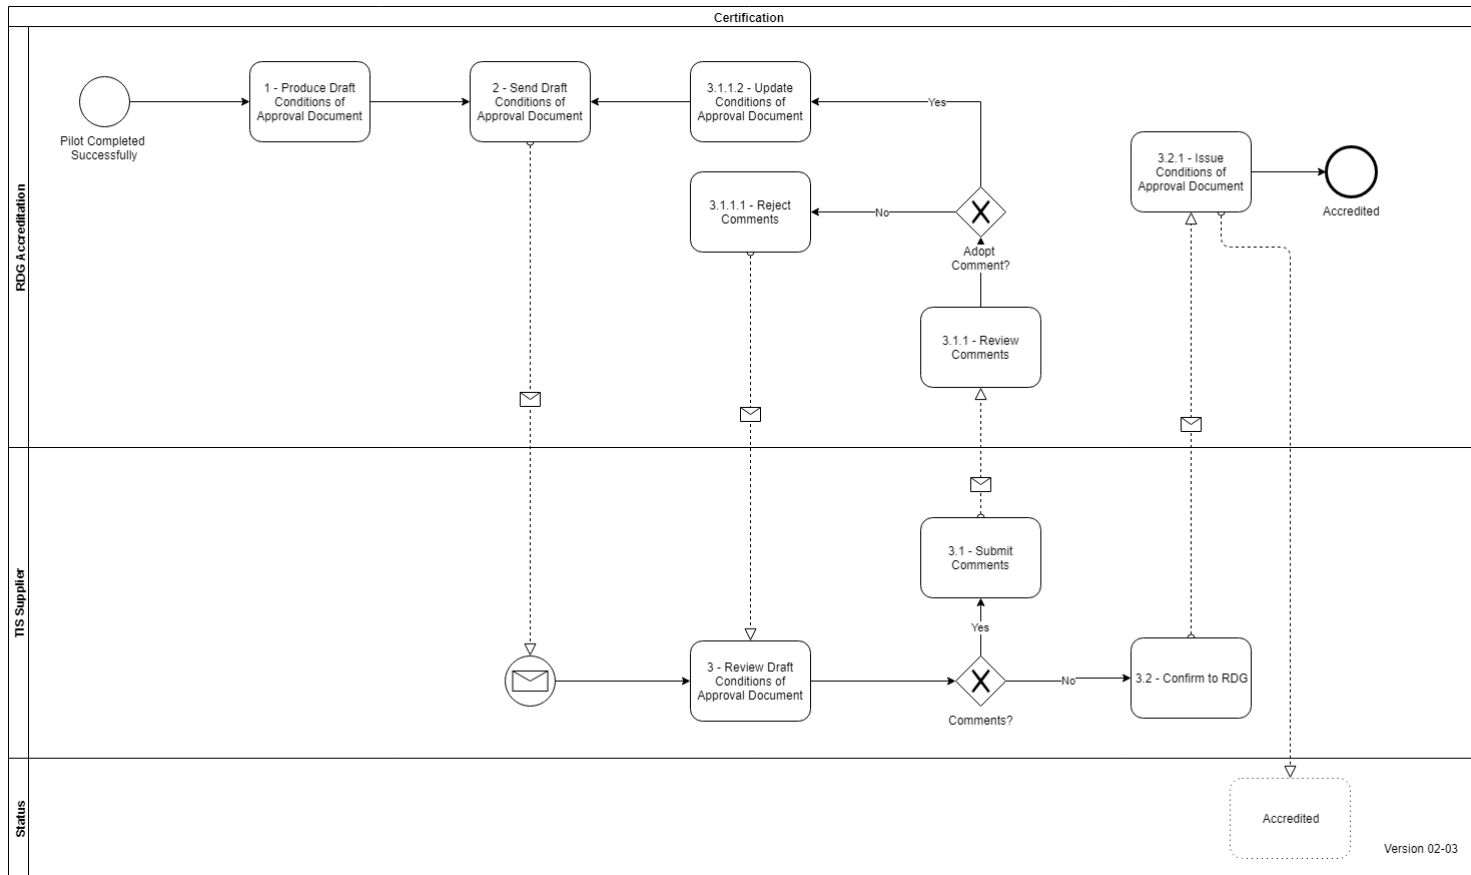 Certification
RDG Accreditation
Pilot Completed
Successfully
1 - Produce Draft
Conditions of
Approval Document
2 - Send Draft
Conditions of
Approval Document
3.1.1.2 - Update
Conditions of
Approval Document
Yes
3.1.1.1 - Reject
Comments
No
Adopt
Comment?
3.1.1 - Review
Comments
3.2.1 - Issue
Conditions of
Approval Document
Accredited
TIS Supplier
3.1 - Submit
Comments
Yes
3 - Review Draft
Conditions of
Approval Document
Comments?
No
3.2 - Confirm to RDG
Status
Accredited
Version 02-03